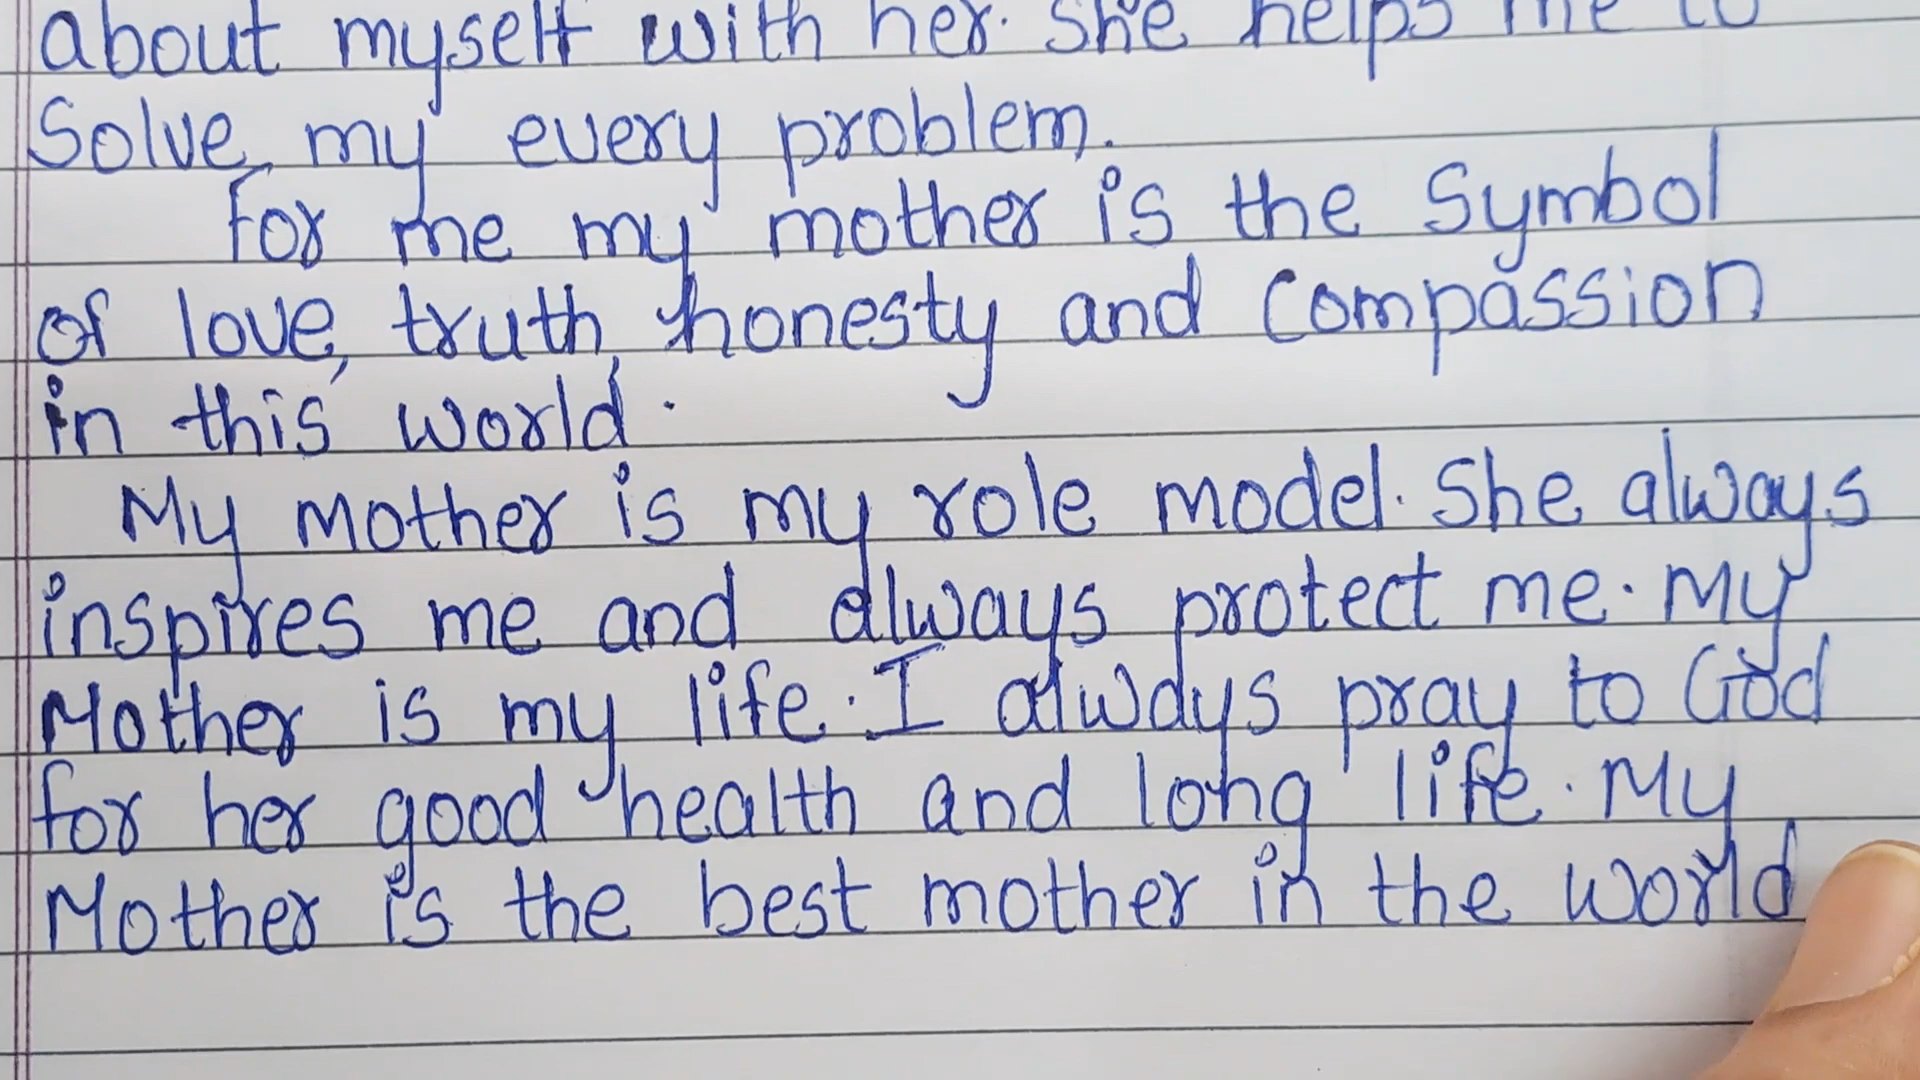 about myself with her. She helps me to
Solve my every problem.
For me my mother is the Symbol
of love, truth, honesty and Compassion
in this world.
My Mother is my role model. She always
inspires me and always protect me. My
Mother is my life. I always pray to God
for her good health and long life. My
Mother is the best mother in the world